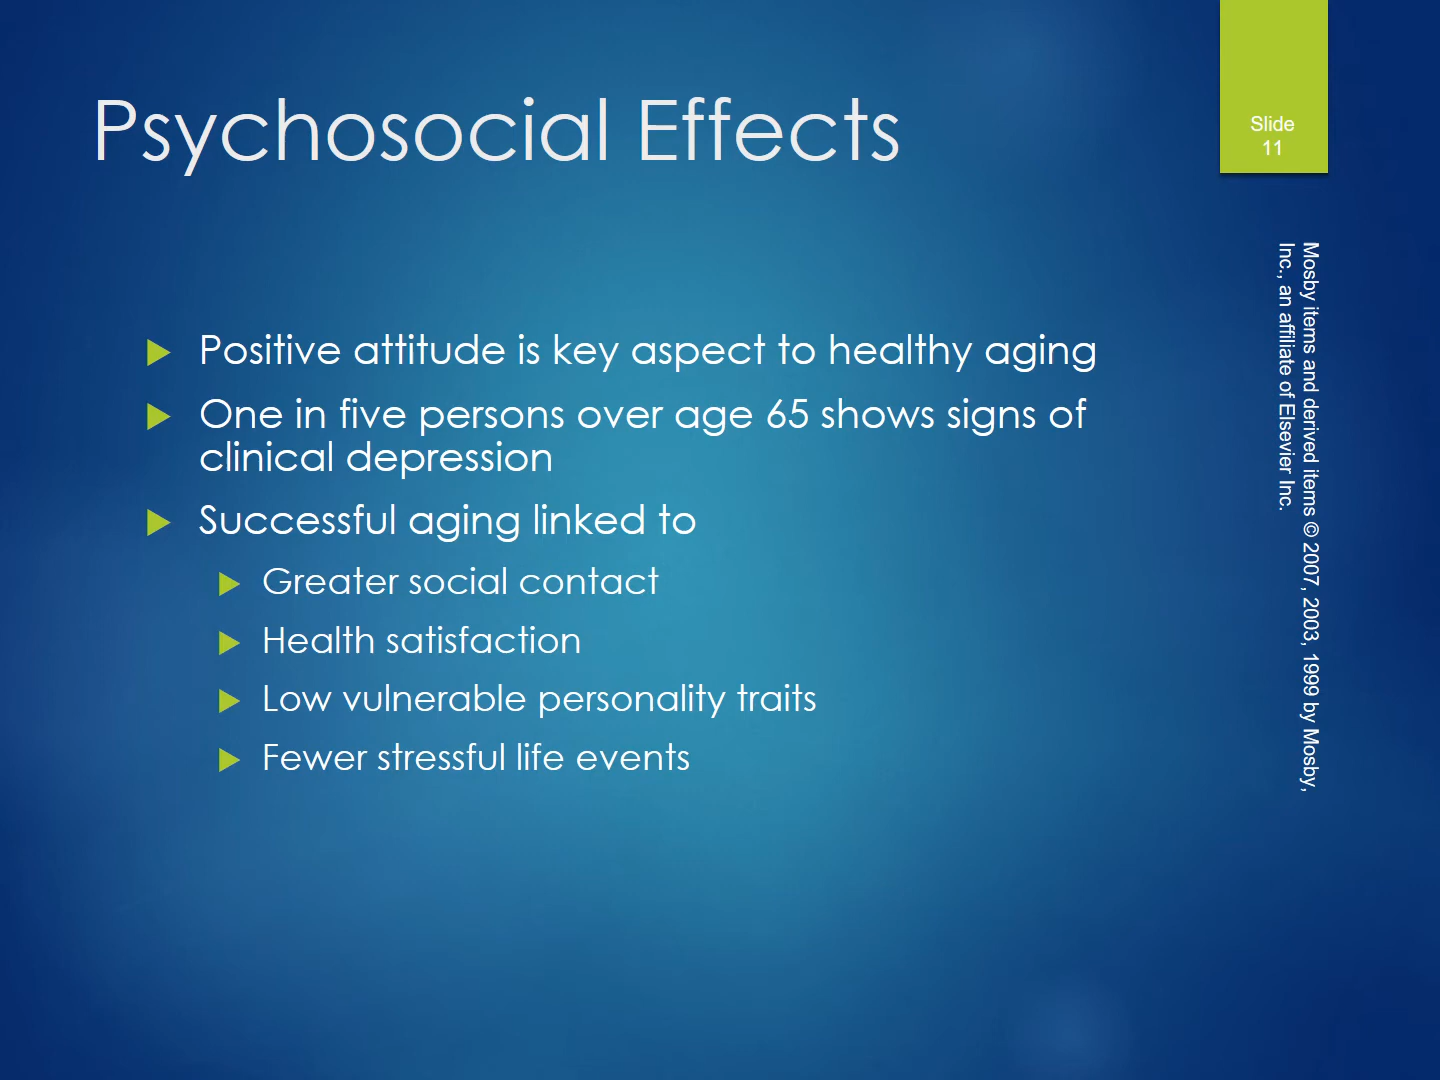 Psychosocial Effects
Slide
11
Positive attitude is key aspect to healthy aging
One in five persons over age 65 shows signs of
clinical depression
Successful aging linked to
Greater social contact
Health satisfaction
Low vulnerable personality traits
Fewer stressful life events
Mosby items and derived items © 2007, 2003, 1999 by Mosby,
Inc., an affiliate of Elsevier Inc.